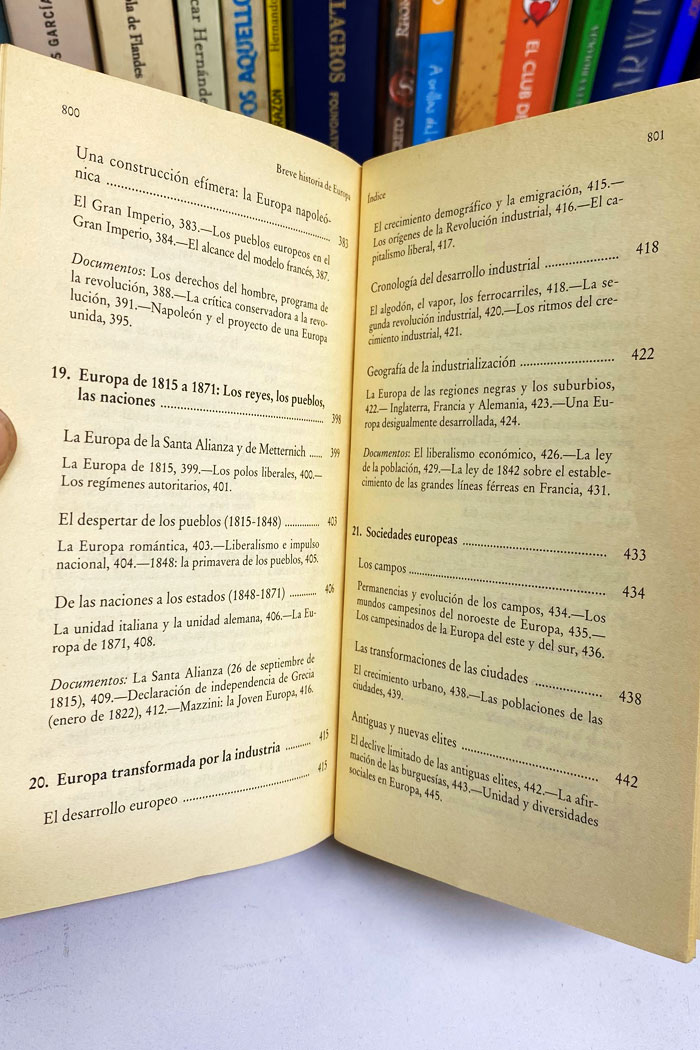 S GARCÍA
la de Flandes
car Hernánde
OS AQUELLO
RAZÓN
LAGROS
FOUNDAT
A orillas del
EL CLUB DE
ARWIN
800
Breve historia de Europa
Una construcción efímera: la Europa napoleó-
nica ..... 383
El Gran Imperio, 383.—Los pueblos europeos en el
Gran Imperio, 384.—El alcance del modelo francés, 387.
Documentos: Los derechos del hombre, programa de
la revolución, 388.—La crítica conservadora a la revo-
lución, 391.—Napoleón y el proyecto de una Europa
unida, 395.
19. Europa de 1815 a 1871: Los reyes, los pueblos,
las naciones ..... 398
La Europa de la Santa Alianza y de Metternich ..... 399
La Europa de 1815, 399.—Los polos liberales, 400.—
Los regímenes autoritarios, 401.
El despertar de los pueblos (1815-1848) ..... 403
La Europa romántica, 403.—Liberalismo e impulso
nacional, 404.—1848: la primavera de los pueblos, 405.
De las naciones a los estados (1848-1871) ..... 406
La unidad italiana y la unidad alemana, 406.—La Eu-
ropa de 1871, 408.
Documentos: La Santa Alianza (26 de septiembre de
1815), 409.—Declaración de independencia de Grecia
(enero de 1822), 412.—Mazzini: la Joven Europa, 416.
20. Europa transformada por la industria ..... 415
El desarrollo europeo ..... 415
801
Índice
El crecimiento demográfico y la emigración, 415.—
Los orígenes de la Revolución industrial, 416.—El ca-
pitalismo liberal, 417.
Cronología del desarrollo industrial ..... 418
El algodón, el vapor, los ferrocarriles, 418.—La se-
gunda revolución industrial, 420.—Los ritmos del cre-
cimiento industrial, 421.
Geografía de la industrialización ..... 422
La Europa de las regiones negras y los suburbios,
422.— Inglaterra, Francia y Alemania, 423.—Una Eu-
ropa desigualmente desarrollada, 424.
Documentos: El liberalismo económico, 426.—La ley
de la población, 429.—La ley de 1842 sobre el estable-
cimiento de las grandes líneas férreas en Francia, 431.
21. Sociedades europeas ..... 433
Los campos ..... 434
Permanencias y evolución de los campos, 434.—Los
mundos campesinos del noroeste de Europa, 435.—
Los campesinados de la Europa del este y del sur, 436.
Las transformaciones de las ciudades ..... 438
El crecimiento urbano, 438.—Las poblaciones de las
ciudades, 439.
Antiguas y nuevas elites ..... 442
El declive limitado de las antiguas elites, 442.—La afir-
mación de las burguesías, 443.—Unidad y diversidades
sociales en Europa, 445.